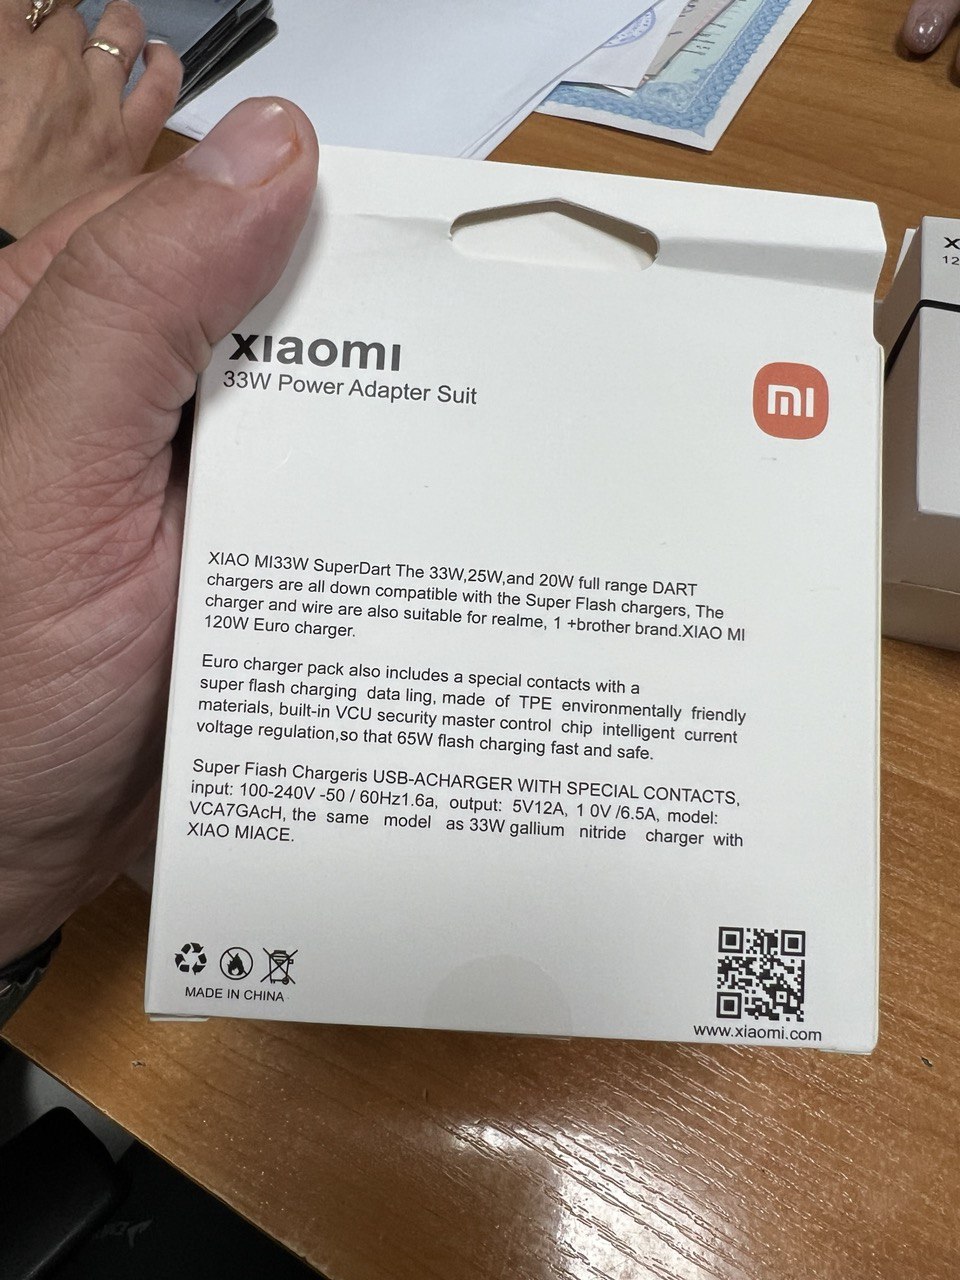 xiaomi
33W Power Adapter Suit
mi
XIAO MI33W SuperDart The 33W,25W,and 20W full range DART
chargers are all down compatible with the Super Flash chargers, The
charger and wire are also suitable for realme, 1 +brother brand.XIAO MI
120W Euro charger.
Euro charger pack also includes a special contacts with a
super flash charging data ling, made of TPE environmentally friendly
materials, built-in VCU security master control chip intelligent current
voltage regulation,so that 65W flash charging fast and safe.
Super Flash Chargeris USB-ACHARGER WITH SPECIAL CONTACTS,
input: 100-240V -50 / 60Hz1.6a, output: 5V12A, 1 0V /6.5A, model:
VCA7GAcH, the same model as 33W gallium nitride charger with
XIAO MIACE.
MADE IN CHINA
www.xiaomi.com